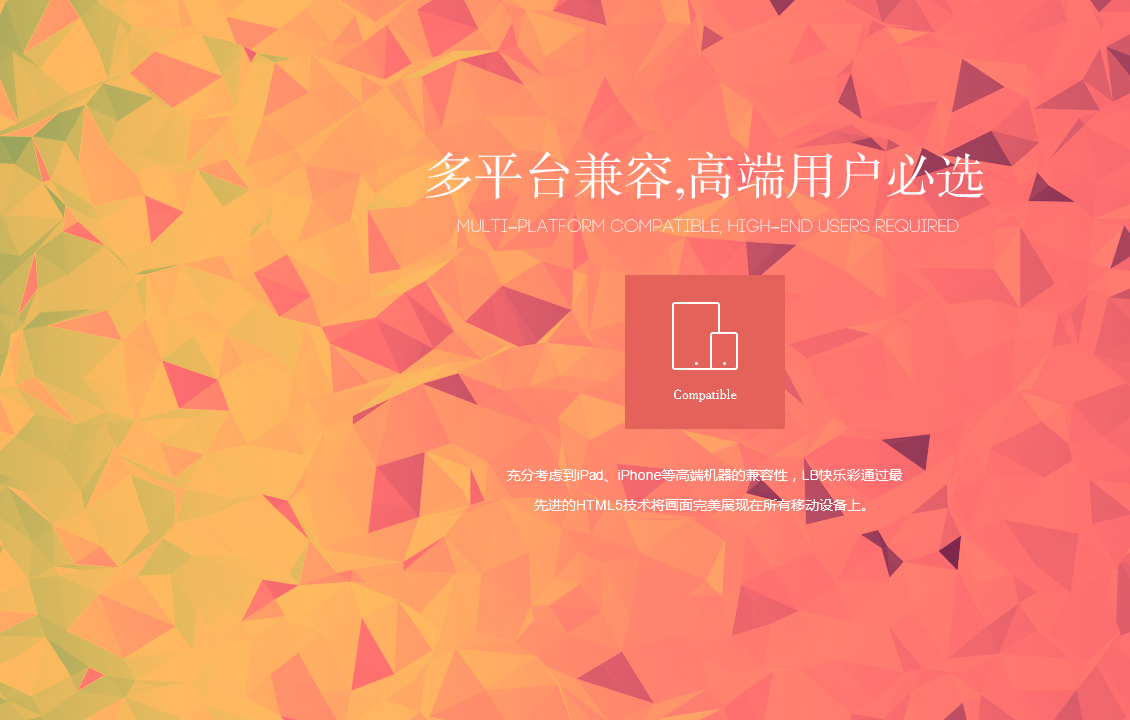 多平台兼容,高端用户必选
MULTI-PLATFORM COMPATIBLE, HIGH-END USERS REQUIRED
Compatible
充分考虑到iPad、iPhone等高端机器的兼容性，LB快乐彩通过最
先进的HTML5技术将画面完美展现在所有移动设备上。